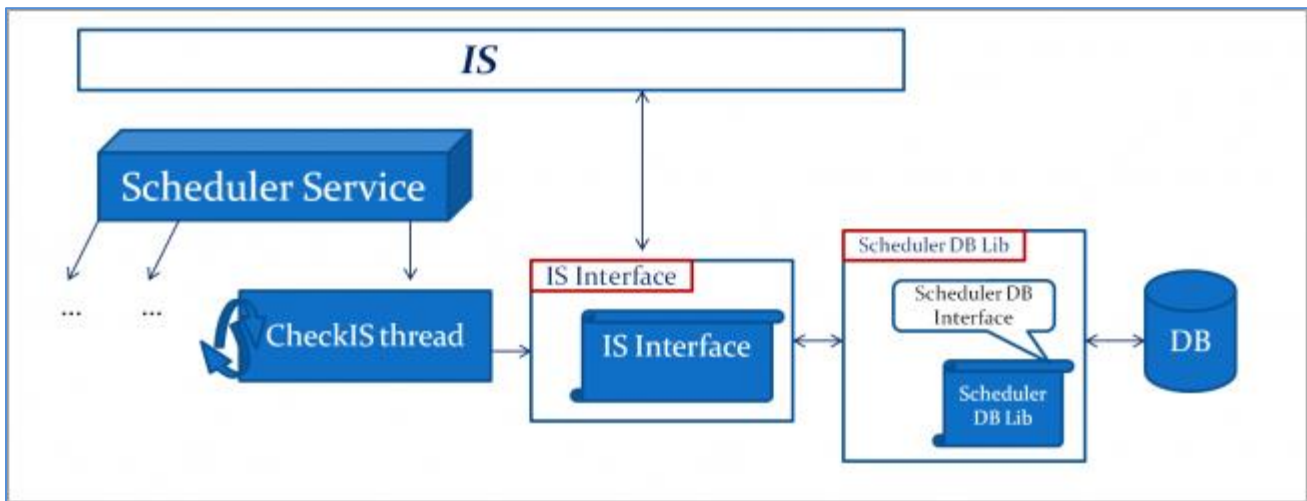 IS
Scheduler Service
...
...
CheckIS thread
IS Interface
IS Interface
Scheduler DB Lib
Scheduler DB
Interface
Scheduler
DB Lib
DB